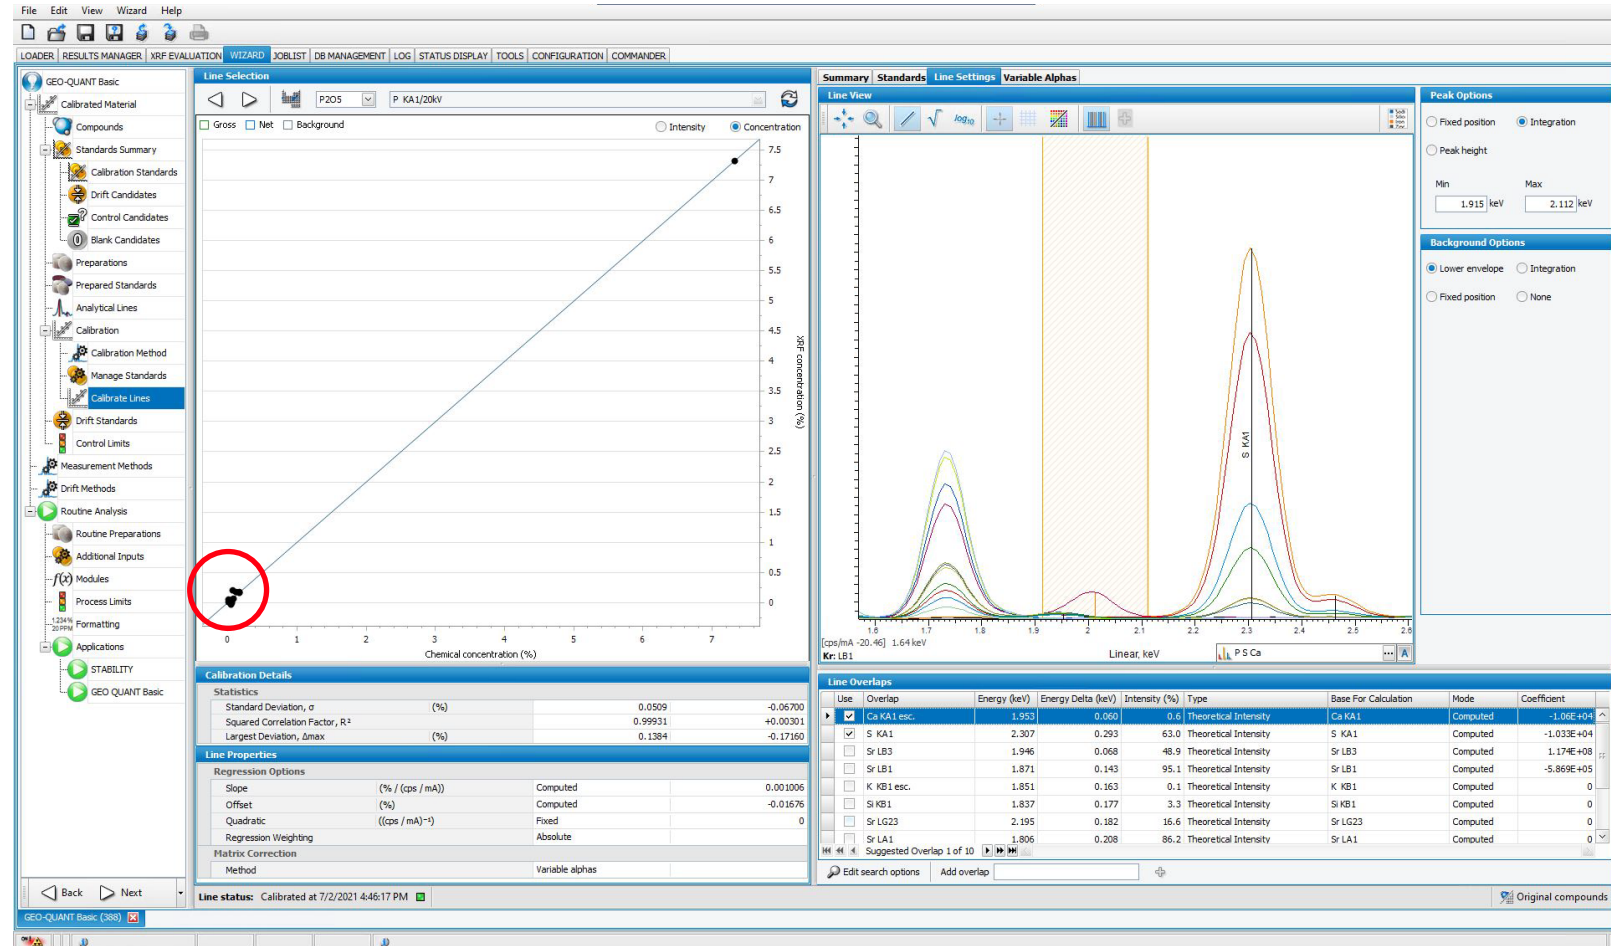 File Edit View Wizard Help
LOADER RESULTS MANAGER XRF EVALUATION WIZARD JOBLIST DB MANAGEMENT LOG STATUS DISPLAY TOOLS CONFIGURATION COMMANDER
GEO-QUANT Basic
Calibrated Material
Compounds
Standards Summary
Calibration Standards
Drift Candidates
Control Candidates
Blank Candidates
Preparations
Prepared Standards
Analytical Lines
Calibration
Calibration Method
Manage Standards
Calibrate Lines
Drift Standards
Control Limits
Measurement Methods
Drift Methods
Routine Analysis
Routine Preparations
Additional Inputs
f(x) Modules
Process Limits
Formatting
Applications
STABILITY
GEO QUANT Basic
Back Next
Line Selection
P2O5 P KA1/20kV
Gross Net Background Intensity Concentration
7.5
7
6.5
6
5.5
5
4.5
4
3.5
3
2.5
2
1.5
1
0.5
0
XRF concentration (%)
0 1 2 3 4 5 6 7
Chemical concentration (%)
Calibration Details
Statistics
Standard Deviation, σ (%) 0.0509 -0.06700
Squared Correlation Factor, R² 0.99931 +0.00301
Largest Deviation, Δmax (%) 0.1384 -0.17160
Line Properties
Regression Options
Slope (% / (cps / mA)) Computed 0.001006
Offset (%) Computed -0.01676
Quadratic ((cps / mA)⁻¹) Fixed 0
Regression Weighting Absolute
Matrix Correction
Method Variable alphas
Line status: Calibrated at 7/2/2021 4:46:17 PM
Summary Standards Line Settings Variable Alphas
Line View
log10
S KA1
1.6 1.7 1.8 1.9 2 2.1 2.2 2.3 2.4 2.5 2.6
[cps/mA -20.46] 1.64 keV
Kr: LB1 Linear, keV P S Ca ... A
Peak Options
Fixed position Integration
Peak height
Min Max
1.915 keV 2.112 keV
Background Options
Lower envelope Integration
Fixed position None
Line Overlaps
Use Overlap Energy (keV) Energy Delta (keV) Intensity (%) Type Base For Calculation Mode Coefficient
Ca KA1 esc. 1.953 0.060 0.6 Theoretical Intensity Ca KA1 Computed -1.06E+04
S KA1 2.307 0.293 63.0 Theoretical Intensity S KA1 Computed -1.033E+04
Sr LB3 1.946 0.068 48.9 Theoretical Intensity Sr LB3 Computed 1.174E+08
Sr LB1 1.871 0.143 95.1 Theoretical Intensity Sr LB1 Computed -5.869E+05
K KB1 esc. 1.851 0.163 0.1 Theoretical Intensity K KB1 Computed 0
Si KB1 1.837 0.177 3.3 Theoretical Intensity Si KB1 Computed 0
Sr LG23 2.195 0.182 16.6 Theoretical Intensity Sr LG23 Computed 0
Sr LA1 1.806 0.208 86.2 Theoretical Intensity Sr LA1 Computed 0
Suggested Overlap 1 of 10
Edit search options Add overlap
Original compounds
GEO-QUANT Basic (388)